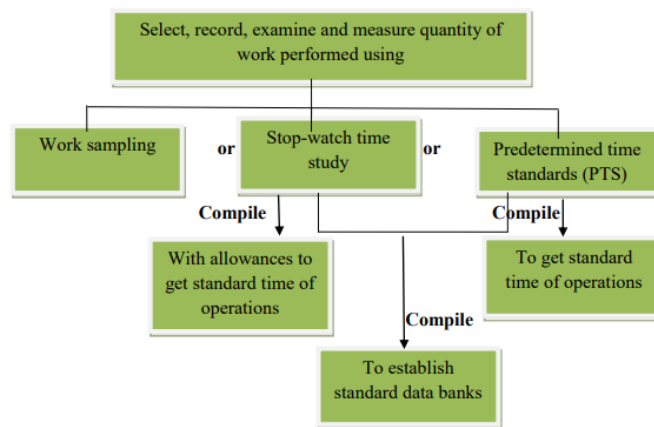 Select, record, examine and measure quantity of
work performed using
Work sampling
or
Stop-watch time
study
or
Predetermined time
standards (PTS)
Compile
Compile
With allowances to
get standard time of
operations
To get standard
time of operations
Compile
To establish
standard data banks